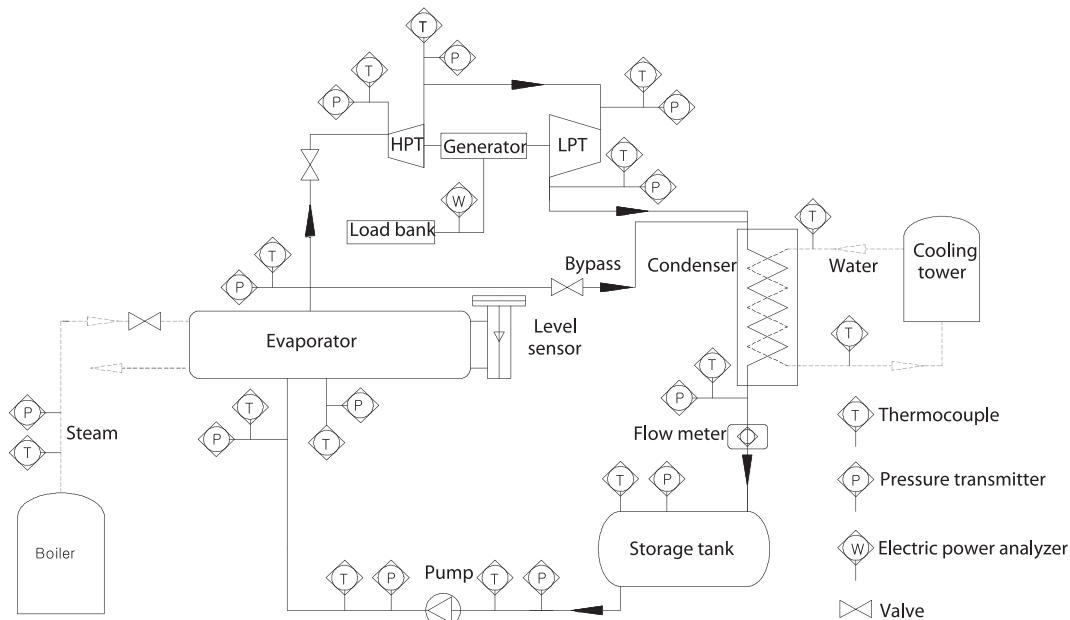 T
P
T
T
P
T
P
P
HPT
Generator
LPT
T
P
W
Load bank
T
P
Bypass
Condenser
T
Water
Cooling
tower
Evaporator
Level
sensor
T
T
P
P
T
P
P
T
T
Steam
Flow meter
T
Thermocouple
T
P
P
Pressure transmitter
Boiler
Storage tank
W
Electric power analyzer
T
P
Pump
T
P
Valve